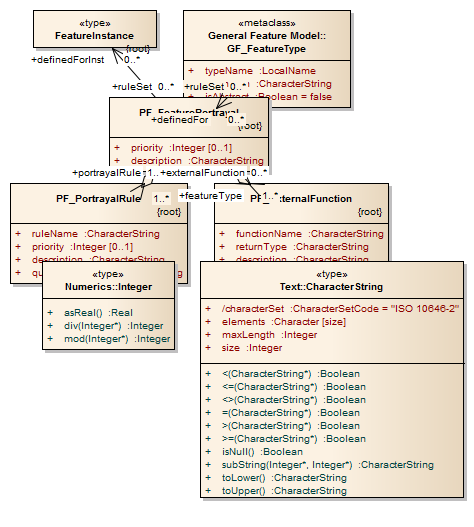 «type»
FeatureInstance
{root}
«metaclass»
General Feature Model::
GF_FeatureType
+ typeName :LocalName
:CharacterString
:Boolean = false
+definedForInst 0..*
+ruleSet 0..*
+ruleSet 0..*
PF_FeaturePortrayal
{root}
+definedFor 0..*
+ priority :Integer [0..1]
+ description :CharacterString
+portrayalRule 1..*
+externalFunction 0..*
+featureType 1..*
1..*
PF_PortrayalRule
{root}
+ ruleName :CharacterString
+ priority :Integer [0..1]
+ description :CharacterString
{root}
+ functionName :CharacterString
+ returnType :CharacterString
+ description :CharacterString
«type»
Numerics::Integer
+ asReal() :Real
+ div(Integer*) :Integer
+ mod(Integer*) :Integer
«type»
Text::CharacterString
+ /characterSet :CharacterSetCode = "ISO 10646-2"
+ elements :Character [size]
+ maxLength :Integer
+ size :Integer
+ <(CharacterString*) :Boolean
+ <=(CharacterString*) :Boolean
+ <>(CharacterString*) :Boolean
+ =(CharacterString*) :Boolean
+ >(CharacterString*) :Boolean
+ >=(CharacterString*) :Boolean
+ isNull() :Boolean
+ subString(Integer*, Integer*) :CharacterString
+ toLower() :CharacterString
+ toUpper() :CharacterString